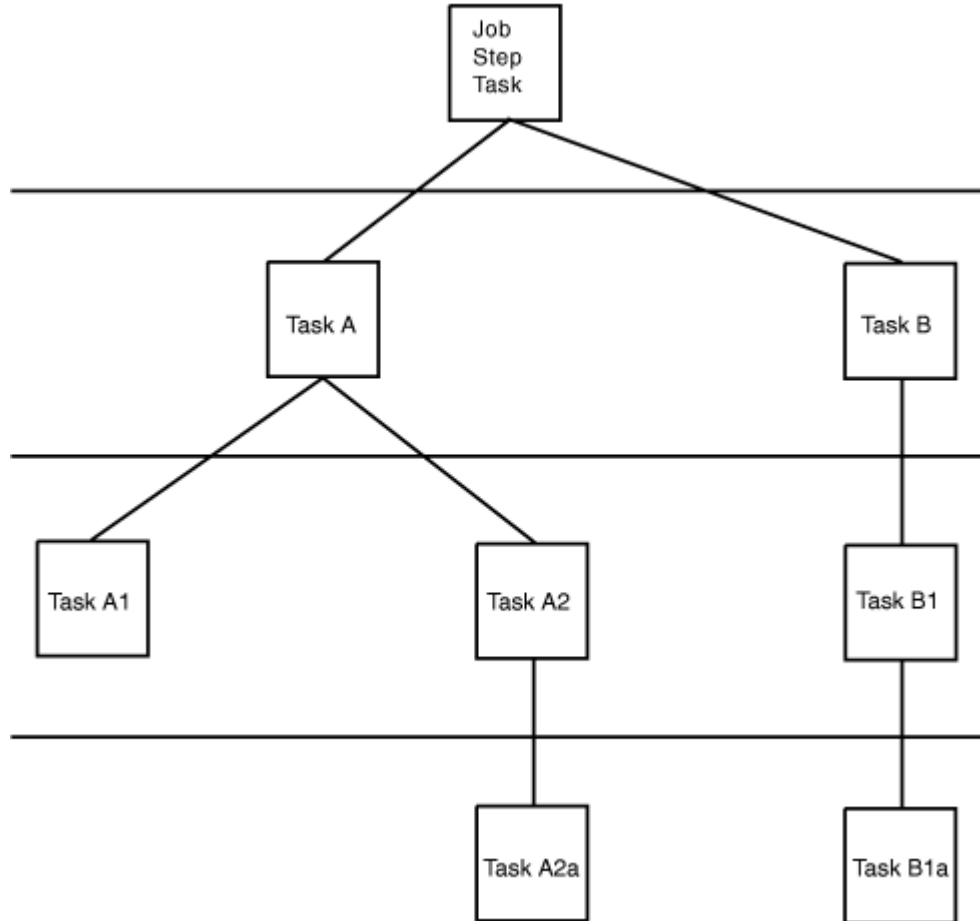 Job
Step
Task
Task A
Task B
Task A1
Task A2
Task B1
Task A2a
Task B1a